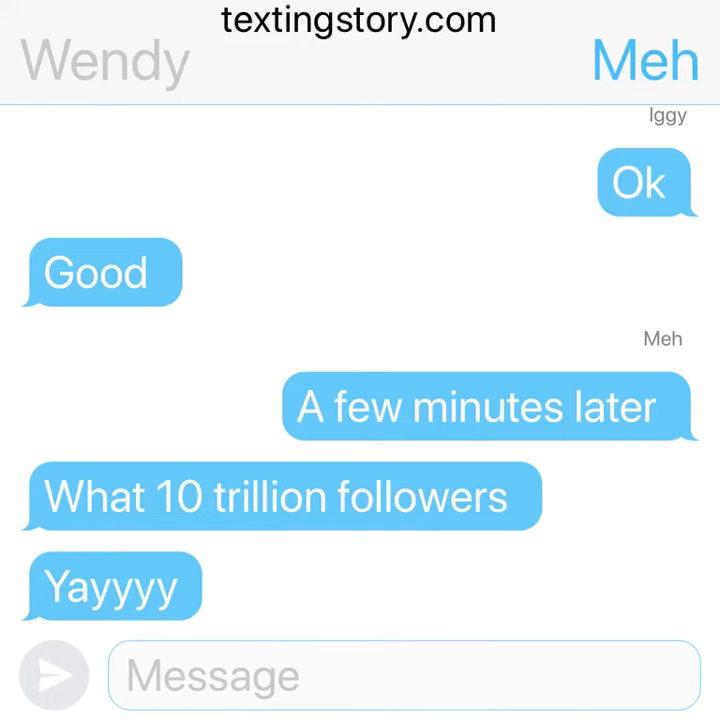 textingstory.com
Wendy
Meh
Iggy
Ok
Good
Meh
A few minutes later
What 10 trillion followers
Yayyyy
Message